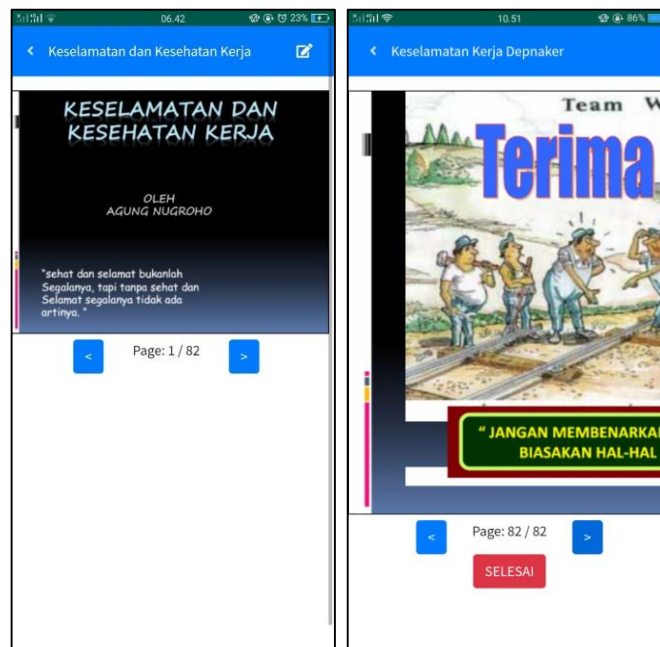 06.42
23%
Keselamatan dan Kesehatan Kerja
KESELAMATAN DAN
KESEHATAN KERJA
OLEH
AGUNG NUGROHO
"sehat dan selamat bukanlah
Segalanya, tapi tanpa sehat dan
Selamat segalanya tidak ada
artinya. "
< Page: 1 / 82 >
10.51
86%
Keselamatan Kerja Depnaker
Team W
Terima
" JANGAN MEMBENARKA
BIASAKAN HAL-HAL
< Page: 82 / 82 >
SELESAI